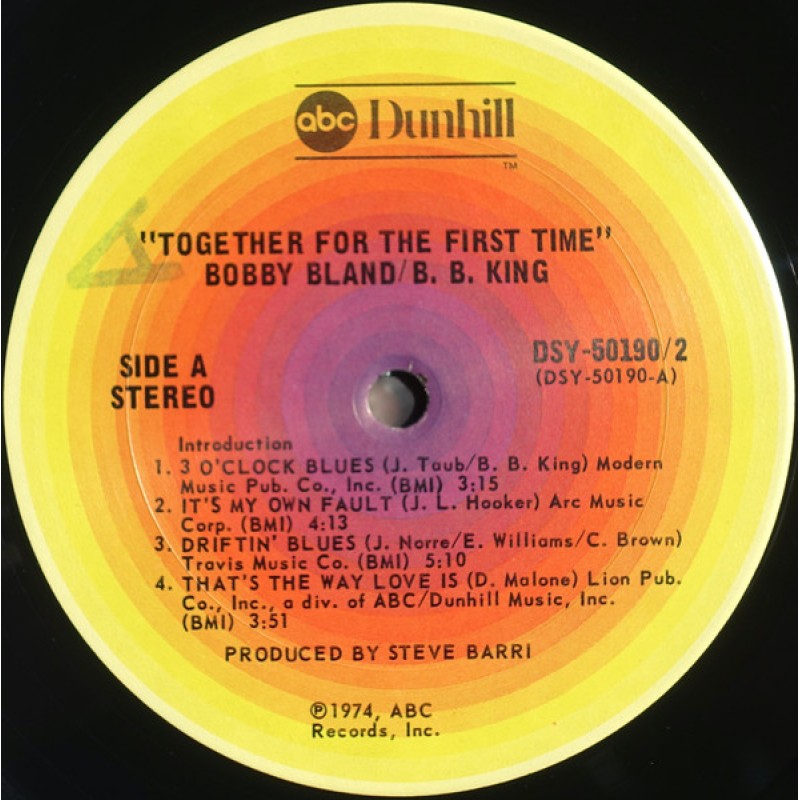 abc Dunhill
TM
"TOGETHER FOR THE FIRST TIME"
BOBBY BLAND/B. B. KING
SIDE A
STEREO
DSY-50190/2
(DSY-50190-A)
Introduction
1. 3 O'CLOCK BLUES (J. Taub/B. B. King) Modern
Music Pub. Co., Inc. (BMI) 3:15
2. IT'S MY OWN FAULT (J. L. Hooker) Arc Music
Corp. (BMI) 4:13
3. DRIFTIN' BLUES (J. Norre/E. Williams/C. Brown)
Travis Music Co. (BMI) 5:10
4. THAT'S THE WAY LOVE IS (D. Malone) Lion Pub.
Co., Inc., a div. of ABC/Dunhill Music, Inc.
(BMI) 3:51
PRODUCED BY STEVE BARRI
℗1974, ABC
Records, Inc.